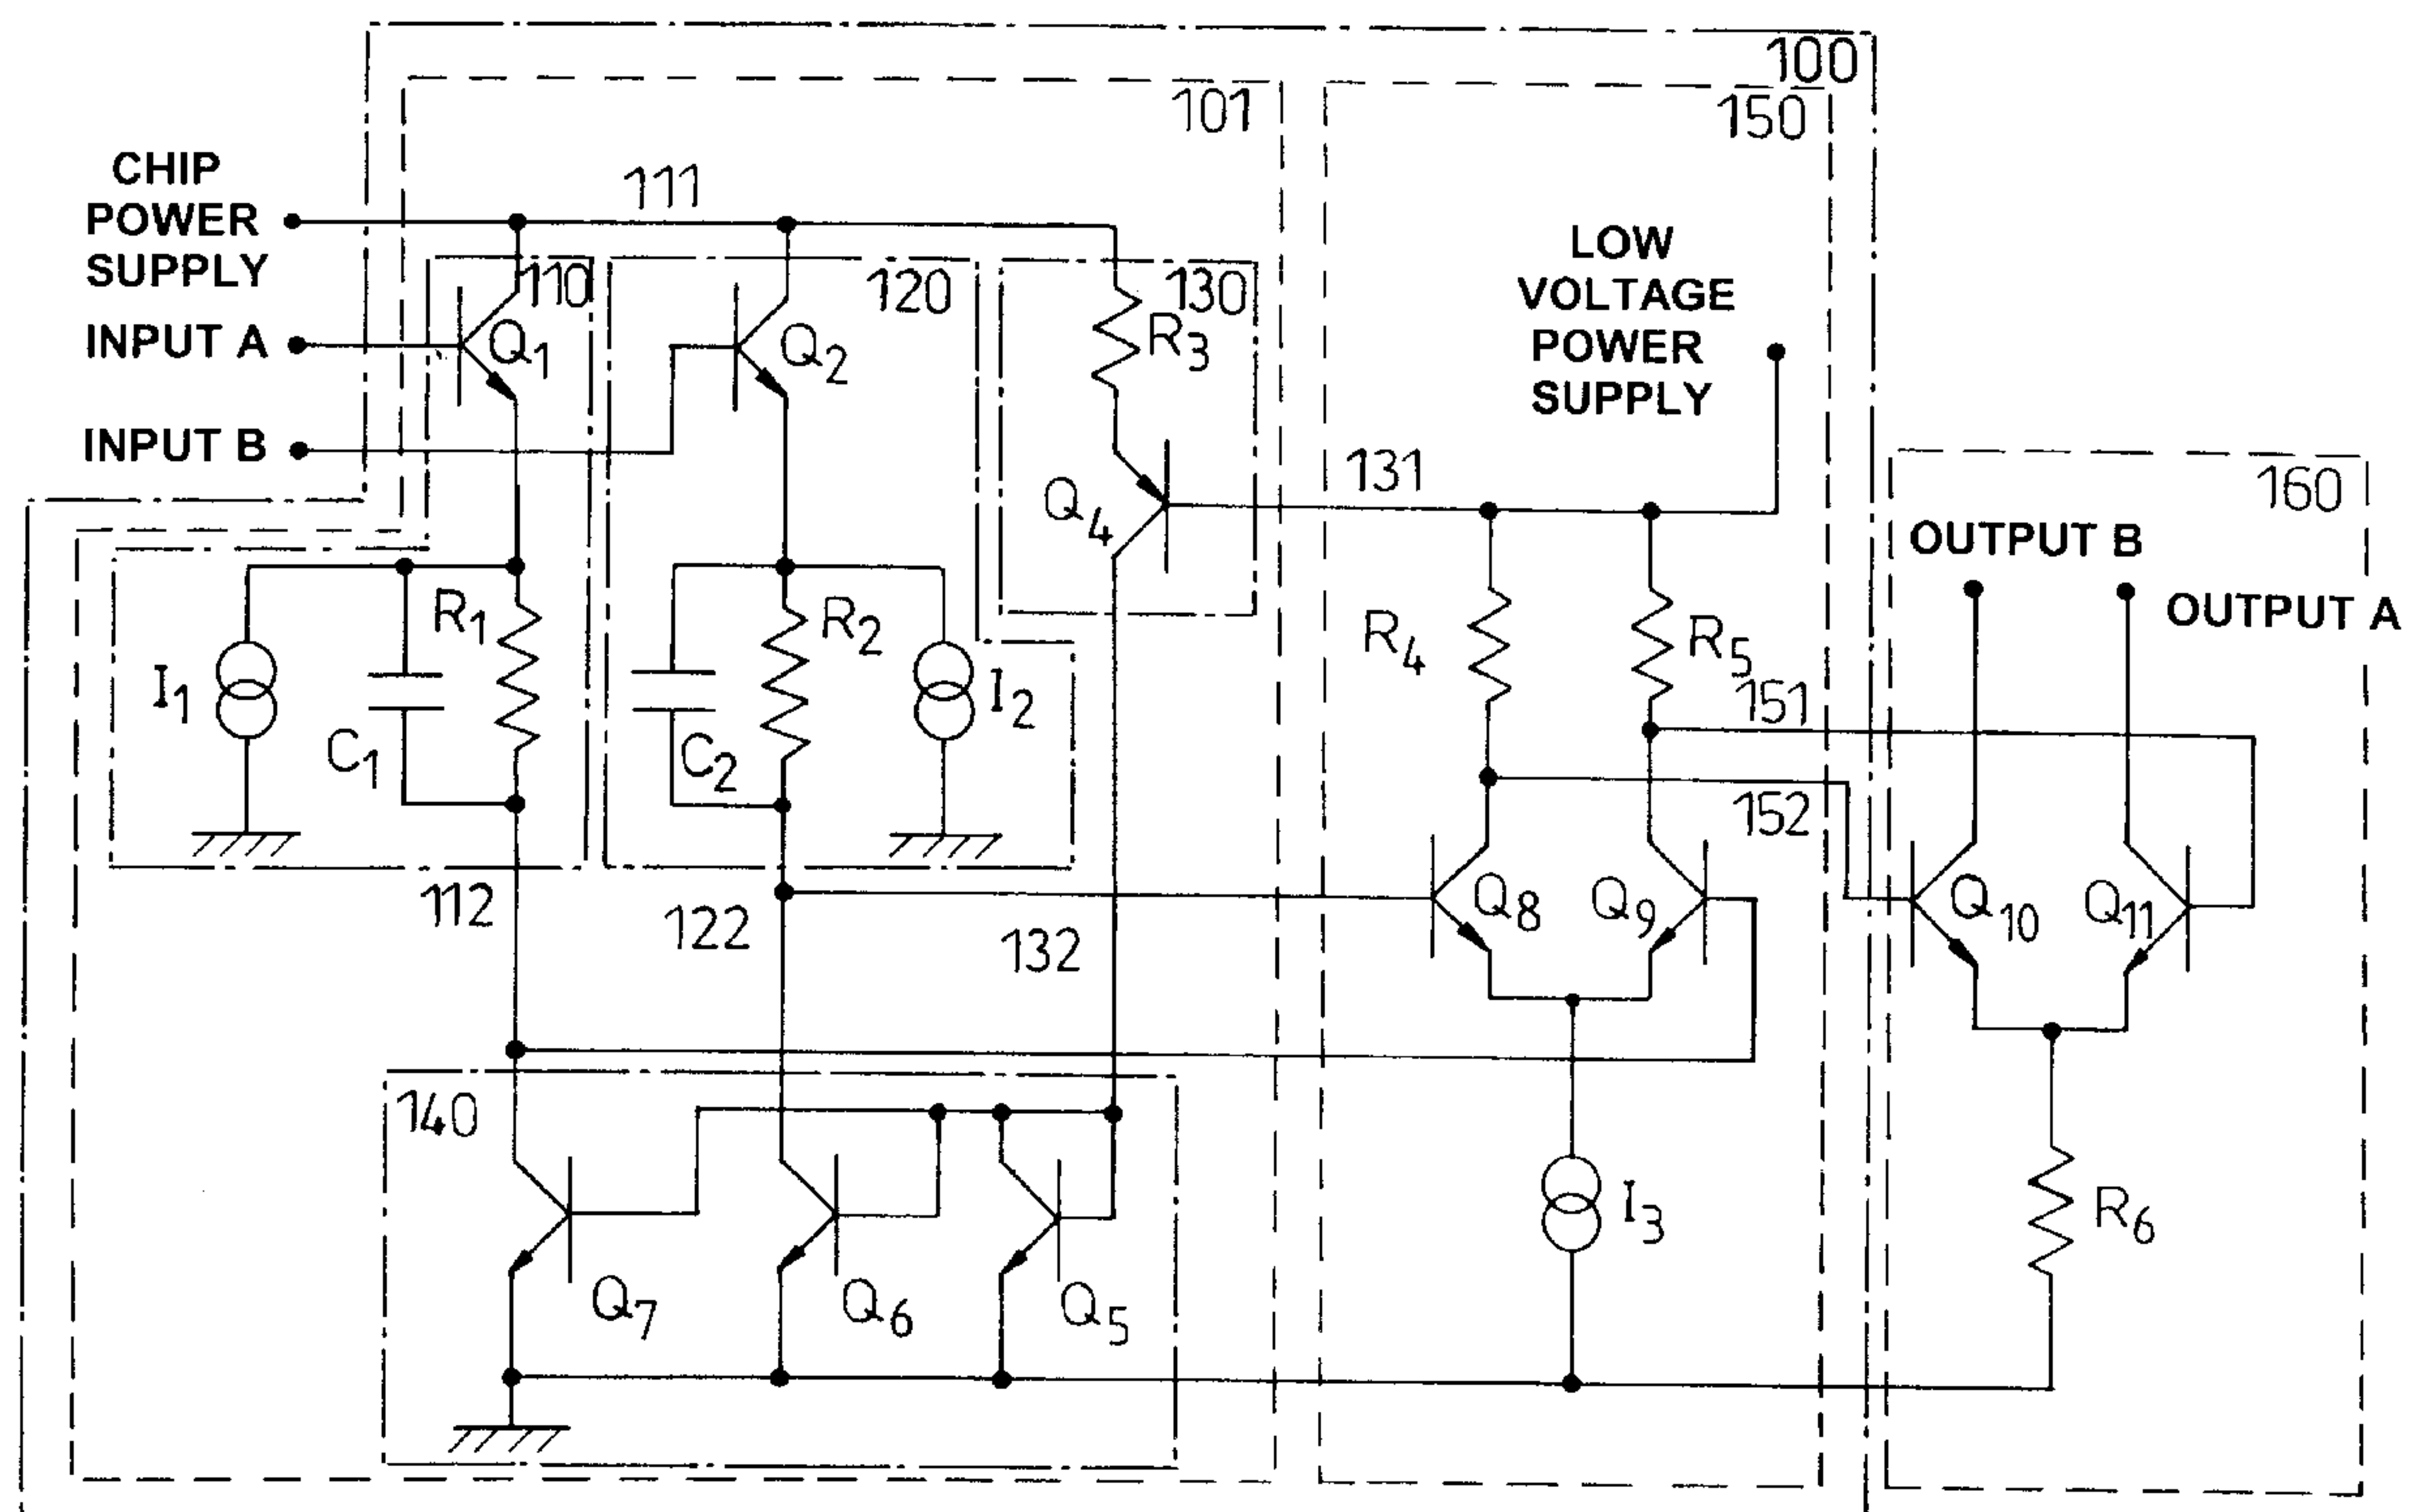 100
101
150
CHIP
POWER
SUPPLY
111
110
120
130
LOW
VOLTAGE
POWER
SUPPLY
INPUT A
Q1
Q2
R3
INPUT B
131
160
Q4
OUTPUT B
OUTPUT A
R1
R2
R4
R5
I1
C1
C2
I2
151
152
112
122
132
Q8
Q9
Q10
Q11
140
Q7
Q6
Q5
I3
R6